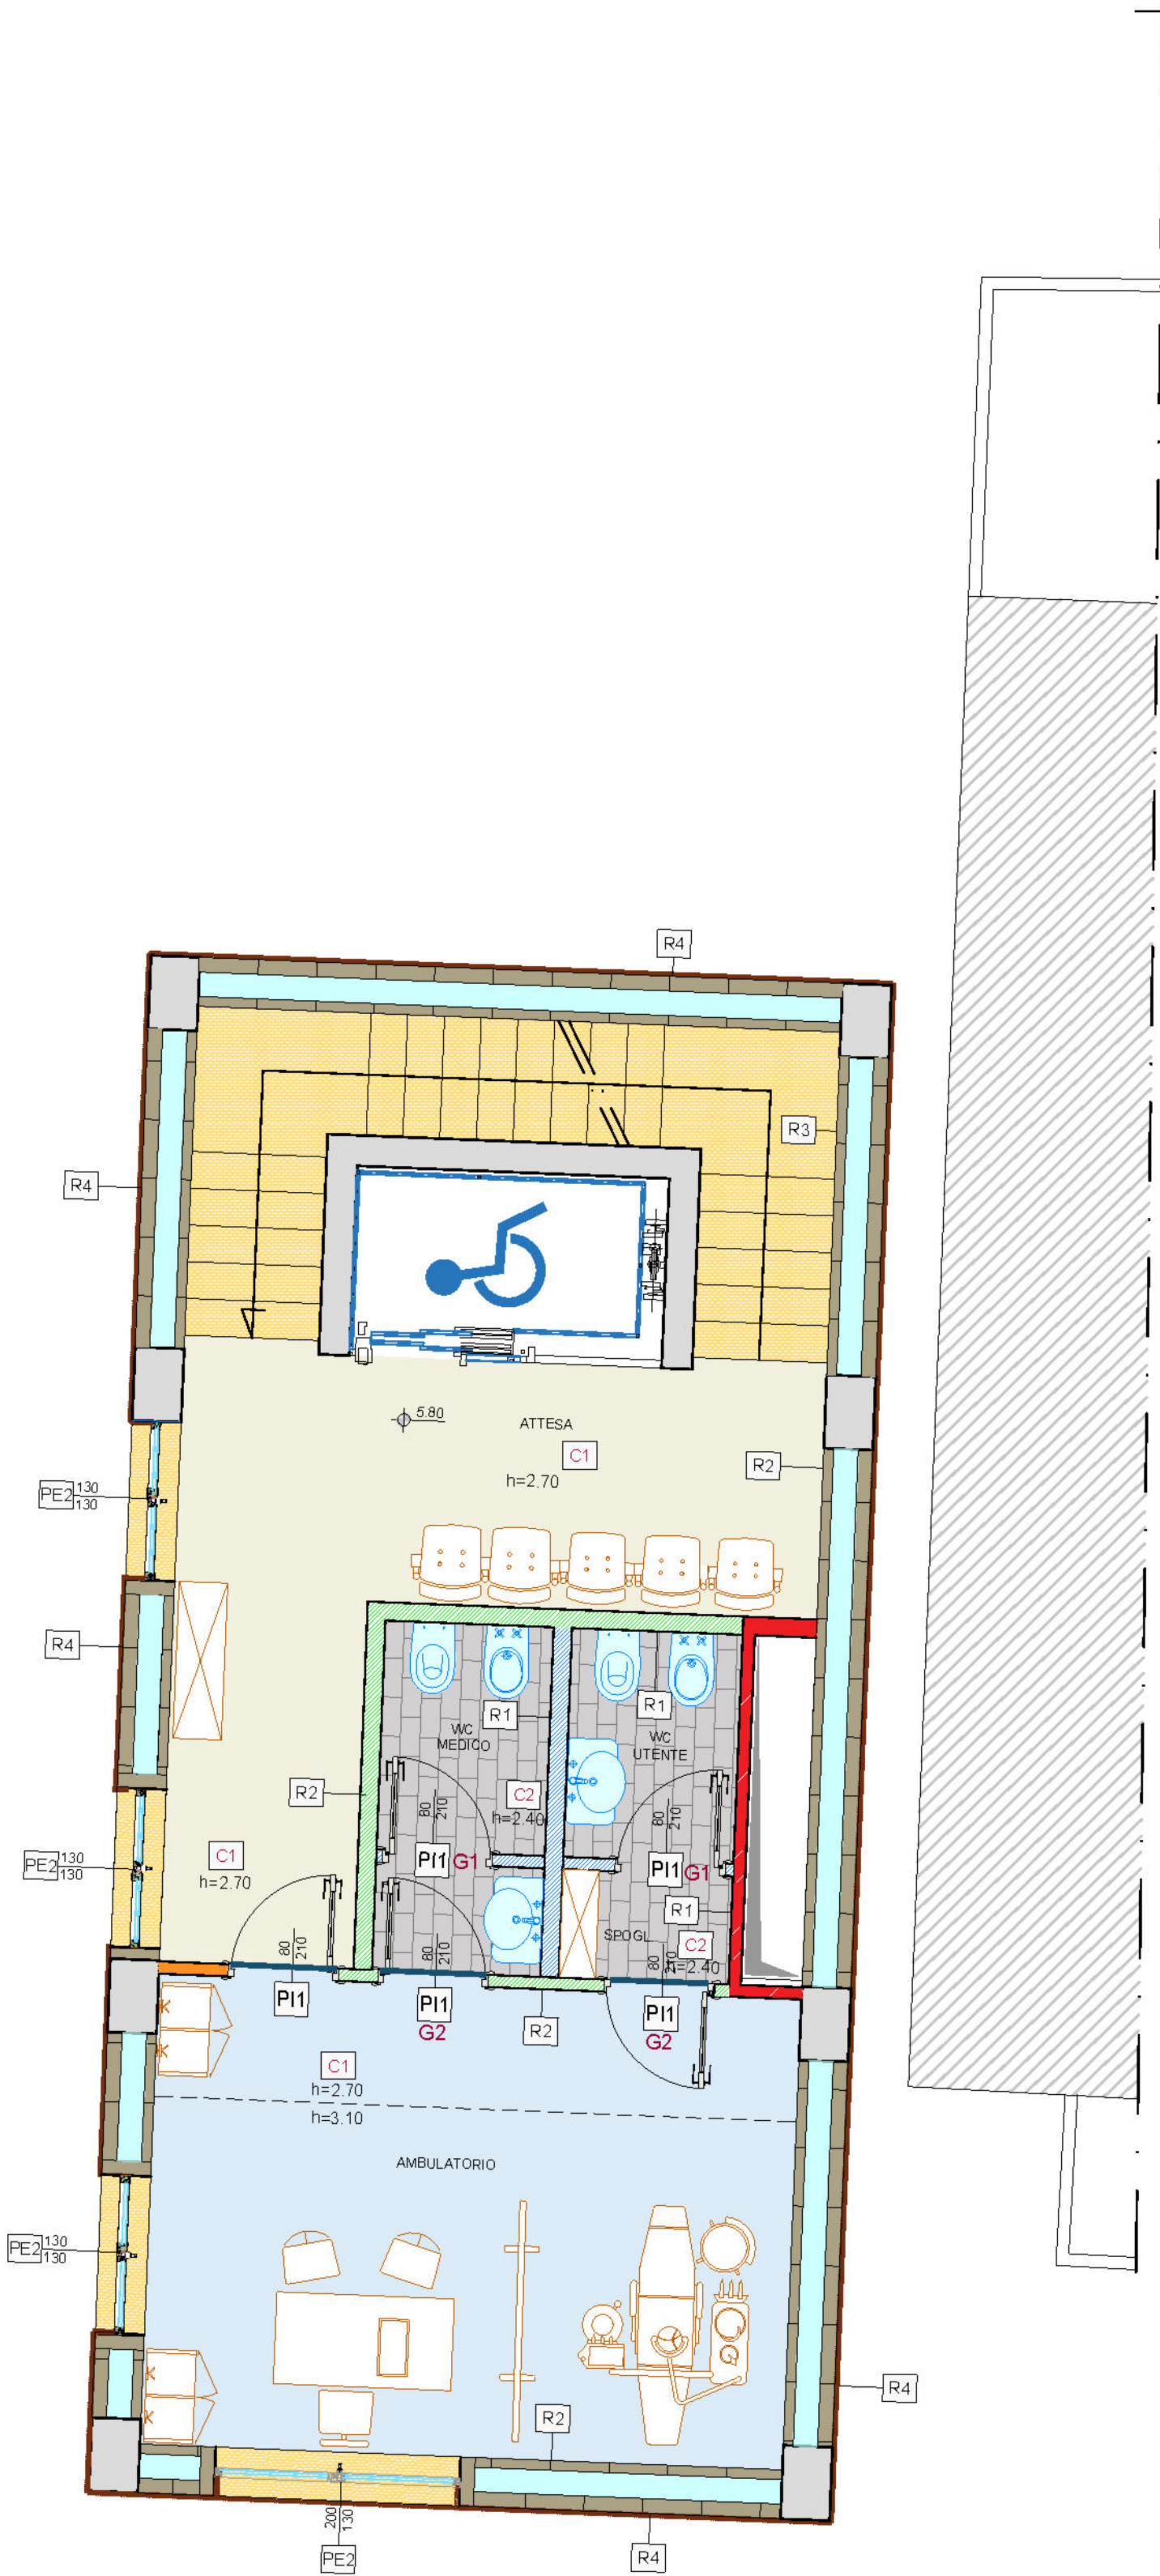 R4
R3
R4
5.80
ATTESA
C1
h=2.70
R2
PE2
130
130
R4
R1
R1
WC
MEDICO
WC
UTENTE
R2
C2
h=2.40
80
210
80
210
PI1
G1
PI1
G1
C1
h=2.70
PE2
130
130
R1
SPOGL.
C2
h=2.40
80
210
80
210
80
210
PI1
PI1
G2
R2
PI1
G2
C1
h=2.70
h=3.10
AMBULATORIO
PE2
130
130
R4
R2
200
130
PE2
R4